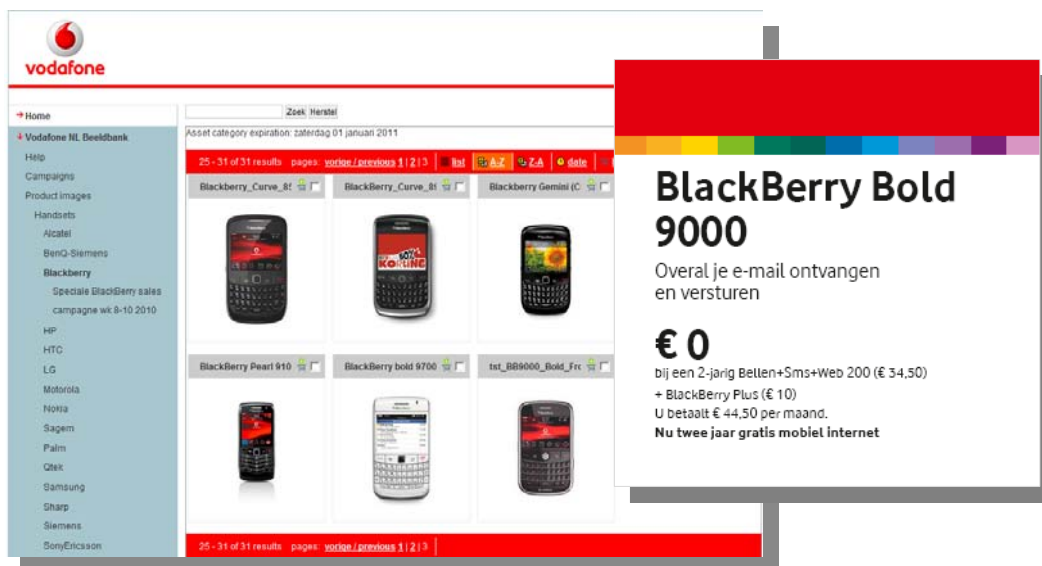 vodafone
Home
Vodafone NL Beeldbank
Help
Campaigns
Product images
Handsets
Alcatel
BenQ-Siemens
Blackberry
Speciale BlackBerry sales
campagne wk 8-10 2010
HP
HTC
LG
Motorola
Nokia
Sagem
Palm
Qtek
Samsung
Sharp
Siemens
SonyEricsson
Zoek Herstel
Asset category expiration: zaterdag 01 januari 2011
25 - 31 of 31 results pages: vorige / previous 1 | 2 | 3 list A-Z Z-A date
Blackberry_Curve_85 BlackBerry_Curve_89 Blackberry Gemini (C
60%
KORTING
BlackBerry Pearl 910 BlackBerry bold 9700 tst_BB9000_Bold_Frc
25 - 31 of 31 results pages: vorige / previous 1 | 2 | 3
BlackBerry Bold
9000
Overal je e-mail ontvangen
en versturen
€ 0
bij een 2-jarig Bellen+Sms+Web 200 (€ 34,50)
+ BlackBerry Plus (€ 10)
U betaalt € 44,50 per maand.
Nu twee jaar gratis mobiel internet